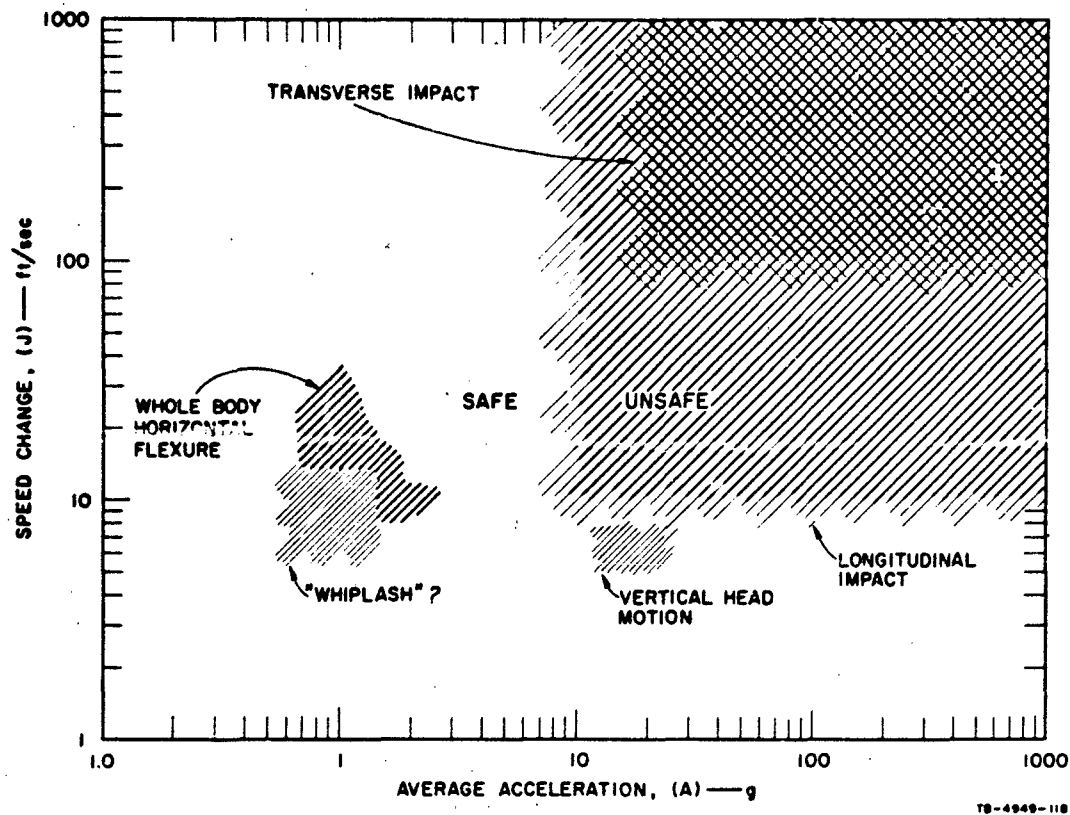 1000
TRANSVERSE IMPACT
100
SPEED CHANGE, (J) — ft/sec
WHOLE BODY
HORIZONTAL
FLEXURE
SAFE
UNSAFE
10
"WHIPLASH" ?
VERTICAL HEAD
MOTION
LONGITUDINAL
IMPACT
1
1.0
1
10
100
1000
AVERAGE ACCELERATION, (A) — g
TB-4949-118